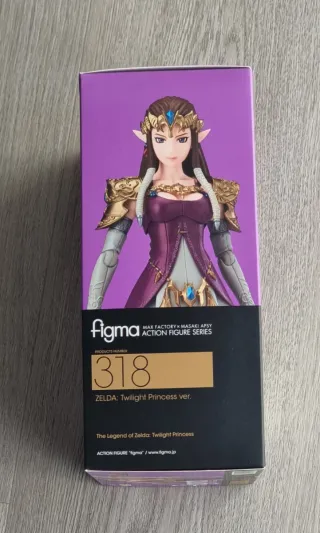 figma MAX FACTORY × MASAKI APSY
ACTION FIGURE SERIES
PRODUCT NUMBER
318
ZELDA: Twilight Princess ver.
The Legend of Zelda: Twilight Princess
ACTION FIGURE "figma" / www.figma.jp